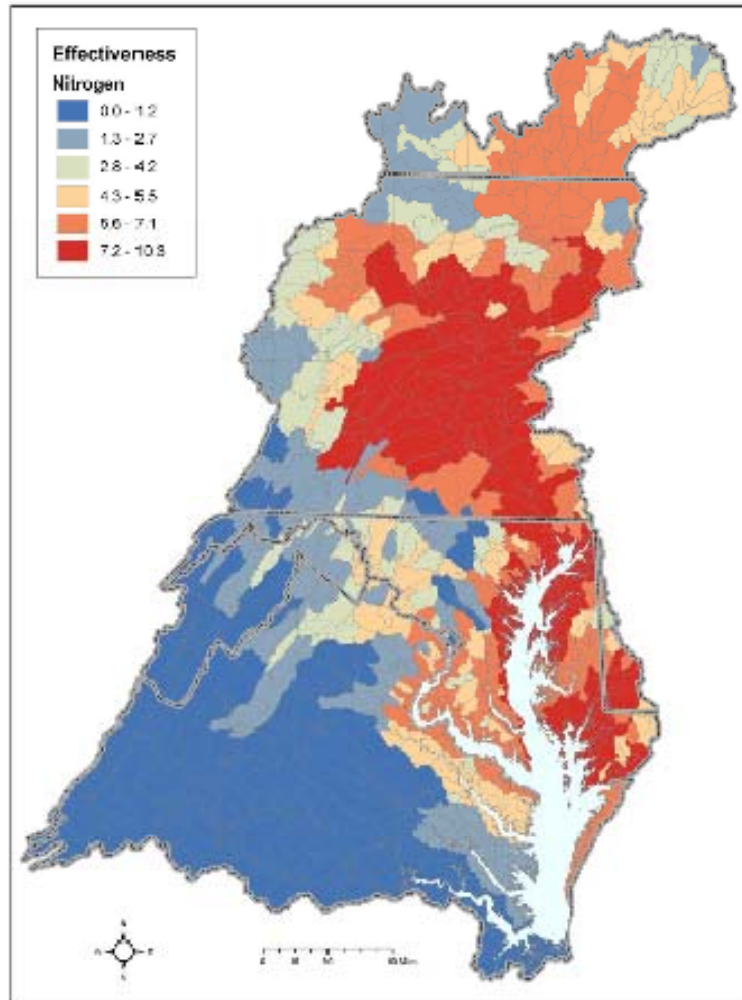 Effectiveness
Nitrogen
0.0 - 1.2
1.3 - 2.7
2.8 - 4.2
4.3 - 5.5
5.6 - 7.1
7.2 - 10.3